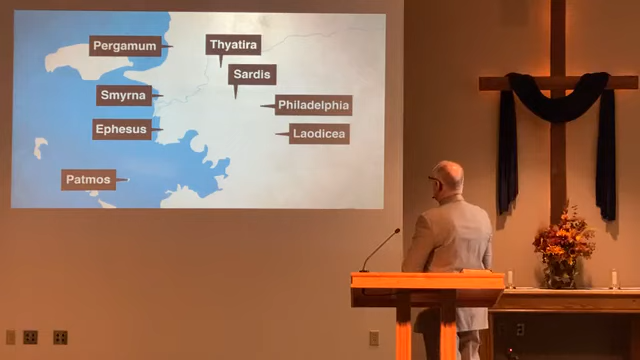 Pergamum
Thyatira
Sardis
Smyrna
Philadelphia
Ephesus
Laodicea
Patmos